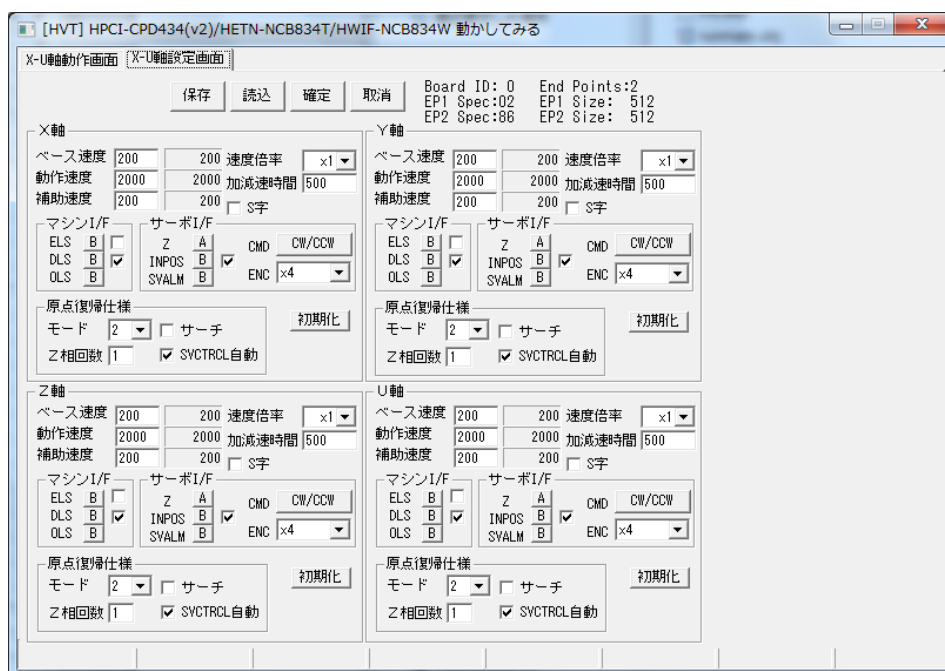 [HVT] HPCI-CPD434(v2)/HETN-NCB834T/HWIF-NCB834W 動かしてみる
X-U軸動作画面 X-U軸設定画面
保存 読込 確定 取消 Board ID: 0 End Points:2
EP1 Spec:02 EP1 Size: 512
EP2 Spec:86 EP2 Size: 512
X軸
ベース速度 200 200 速度倍率 x1
動作速度 2000 2000 加減速時間 500
補助速度 200 200 S字
マシンI/F サーボI/F
ELS B Z A CMD CW/CCW
DLS B INPOS B
OLS B SVALM B ENC x4
原点復帰仕様
モード 2 サーチ 初期化
Z相回数 1 SVCTRCL自動
Y軸
ベース速度 200 200 速度倍率 x1
動作速度 2000 2000 加減速時間 500
補助速度 200 200 S字
マシンI/F サーボI/F
ELS B Z A CMD CW/CCW
DLS B INPOS B
OLS B SVALM B ENC x4
原点復帰仕様
モード 2 サーチ 初期化
Z相回数 1 SVCTRCL自動
Z軸
ベース速度 200 200 速度倍率 x1
動作速度 2000 2000 加減速時間 500
補助速度 200 200 S字
マシンI/F サーボI/F
ELS B Z A CMD CW/CCW
DLS B INPOS B
OLS B SVALM B ENC x4
原点復帰仕様
モード 2 サーチ 初期化
Z相回数 1 SVCTRCL自動
U軸
ベース速度 200 200 速度倍率 x1
動作速度 2000 2000 加減速時間 500
補助速度 200 200 S字
マシンI/F サーボI/F
ELS B Z A CMD CW/CCW
DLS B INPOS B
OLS B SVALM B ENC x4
原点復帰仕様
モード 2 サーチ 初期化
Z相回数 1 SVCTRCL自動